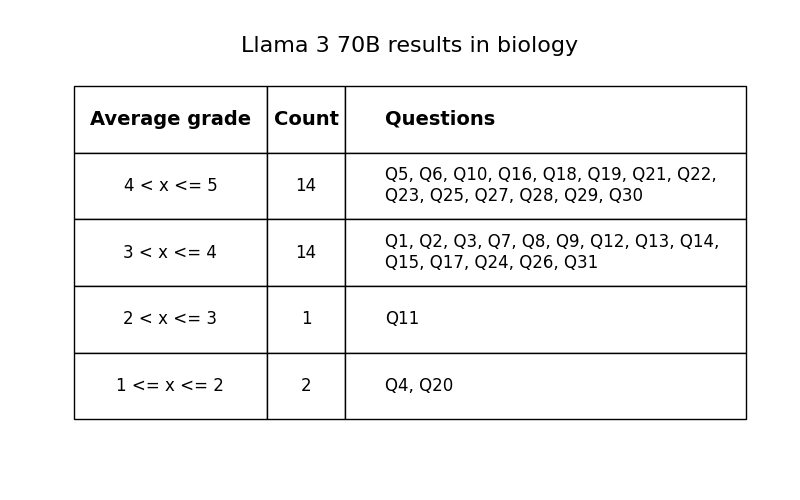 Llama 3 70B results in biology
Average grade Count Questions
4 < x <= 5 14 Q5, Q6, Q10, Q16, Q18, Q19, Q21, Q22,
Q23, Q25, Q27, Q28, Q29, Q30
3 < x <= 4 14 Q1, Q2, Q3, Q7, Q8, Q9, Q12, Q13, Q14,
Q15, Q17, Q24, Q26, Q31
2 < x <= 3 1 Q11
1 <= x <= 2 2 Q4, Q20